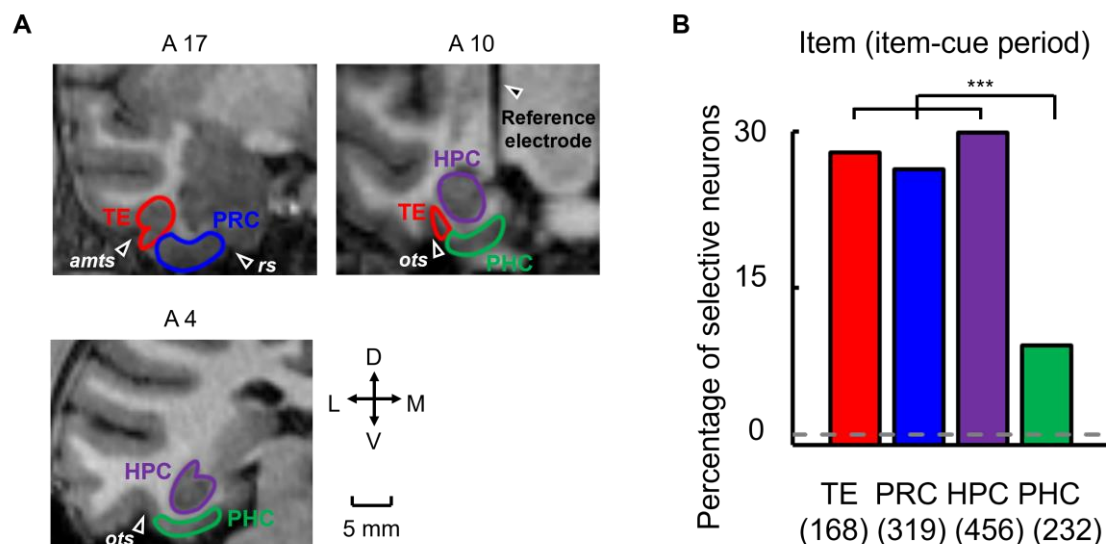 A
A 17
TE
PRC
amts
rs
A 10
Reference
electrode
HPC
TE
ots
PHC
A 4
HPC
PHC
ots
D
L M
V
5 mm
B
Item (item-cue period)
***
Percentage of selective neurons
30
15
0
TE PRC HPC PHC
(168) (319) (456) (232)